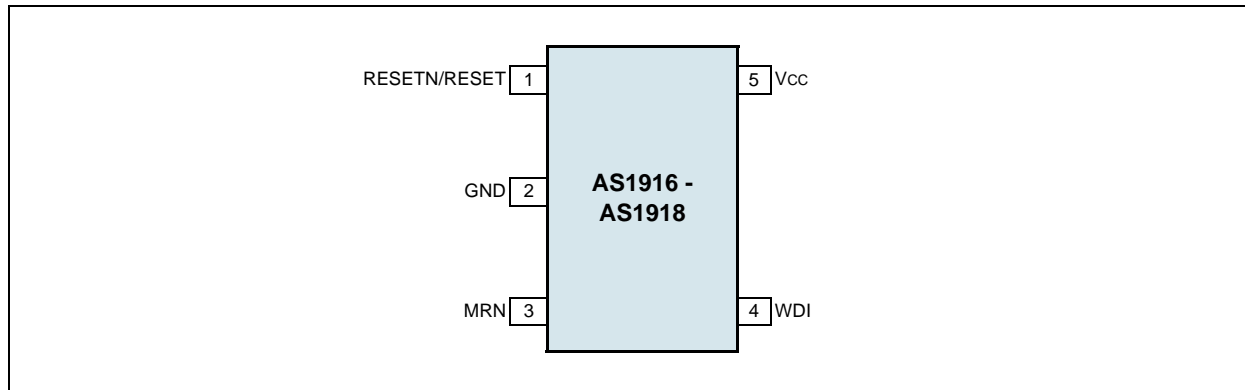 RESETN/RESET 1
5 VCC
GND 2
AS1916 -
AS1918
MRN 3
4 WDI